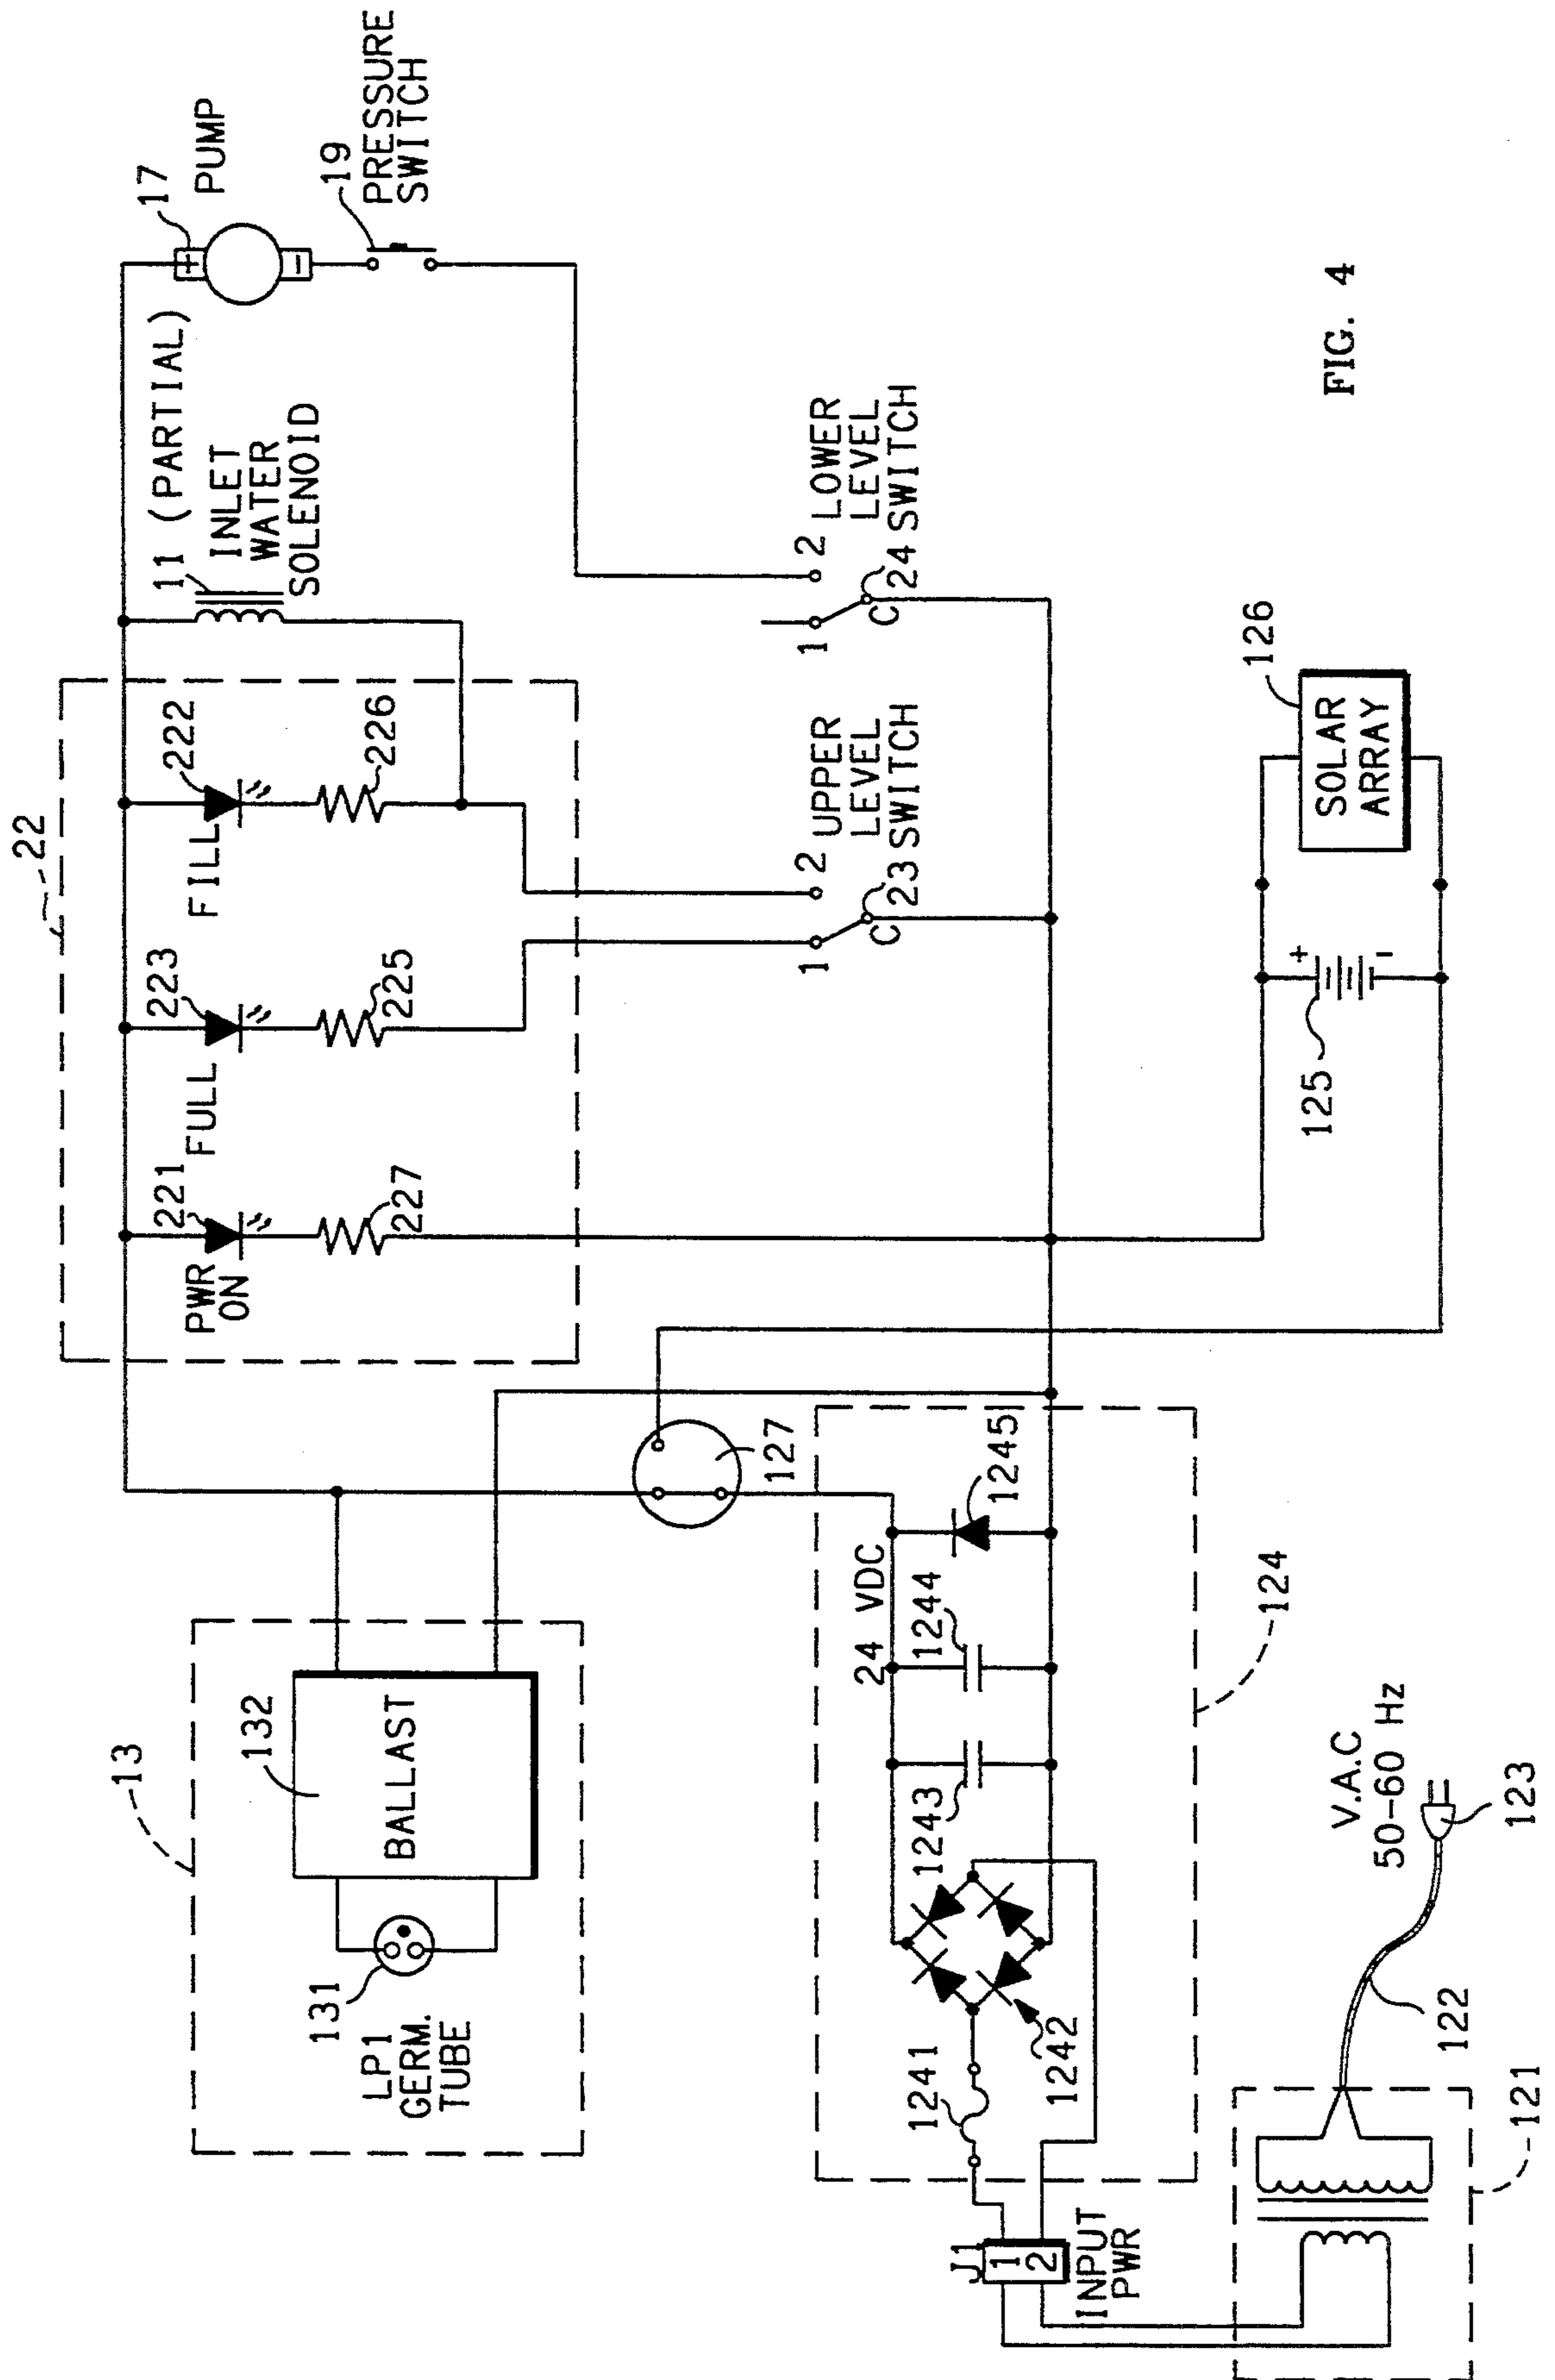 22
PWR
ON
221
227
FULL
223
225
FILL
222
226
11 (PARTIAL)
INLET
WATER
SOLENOID
17
PUMP
+
−
19
PRESSURE
SWITCH
13
LP1
GERM.
TUBE
131
132
BALLAST
127
1
2
C
23
UPPER
LEVEL
SWITCH
1
2
C
24
LOWER
LEVEL
SWITCH
J1
1
2
INPUT
PWR
1241
1242
1243
1244
24 VDC
1245
124
125
+
-
126
SOLAR
ARRAY
121
122
V.A.C
50-60 Hz
123
FIG. 4